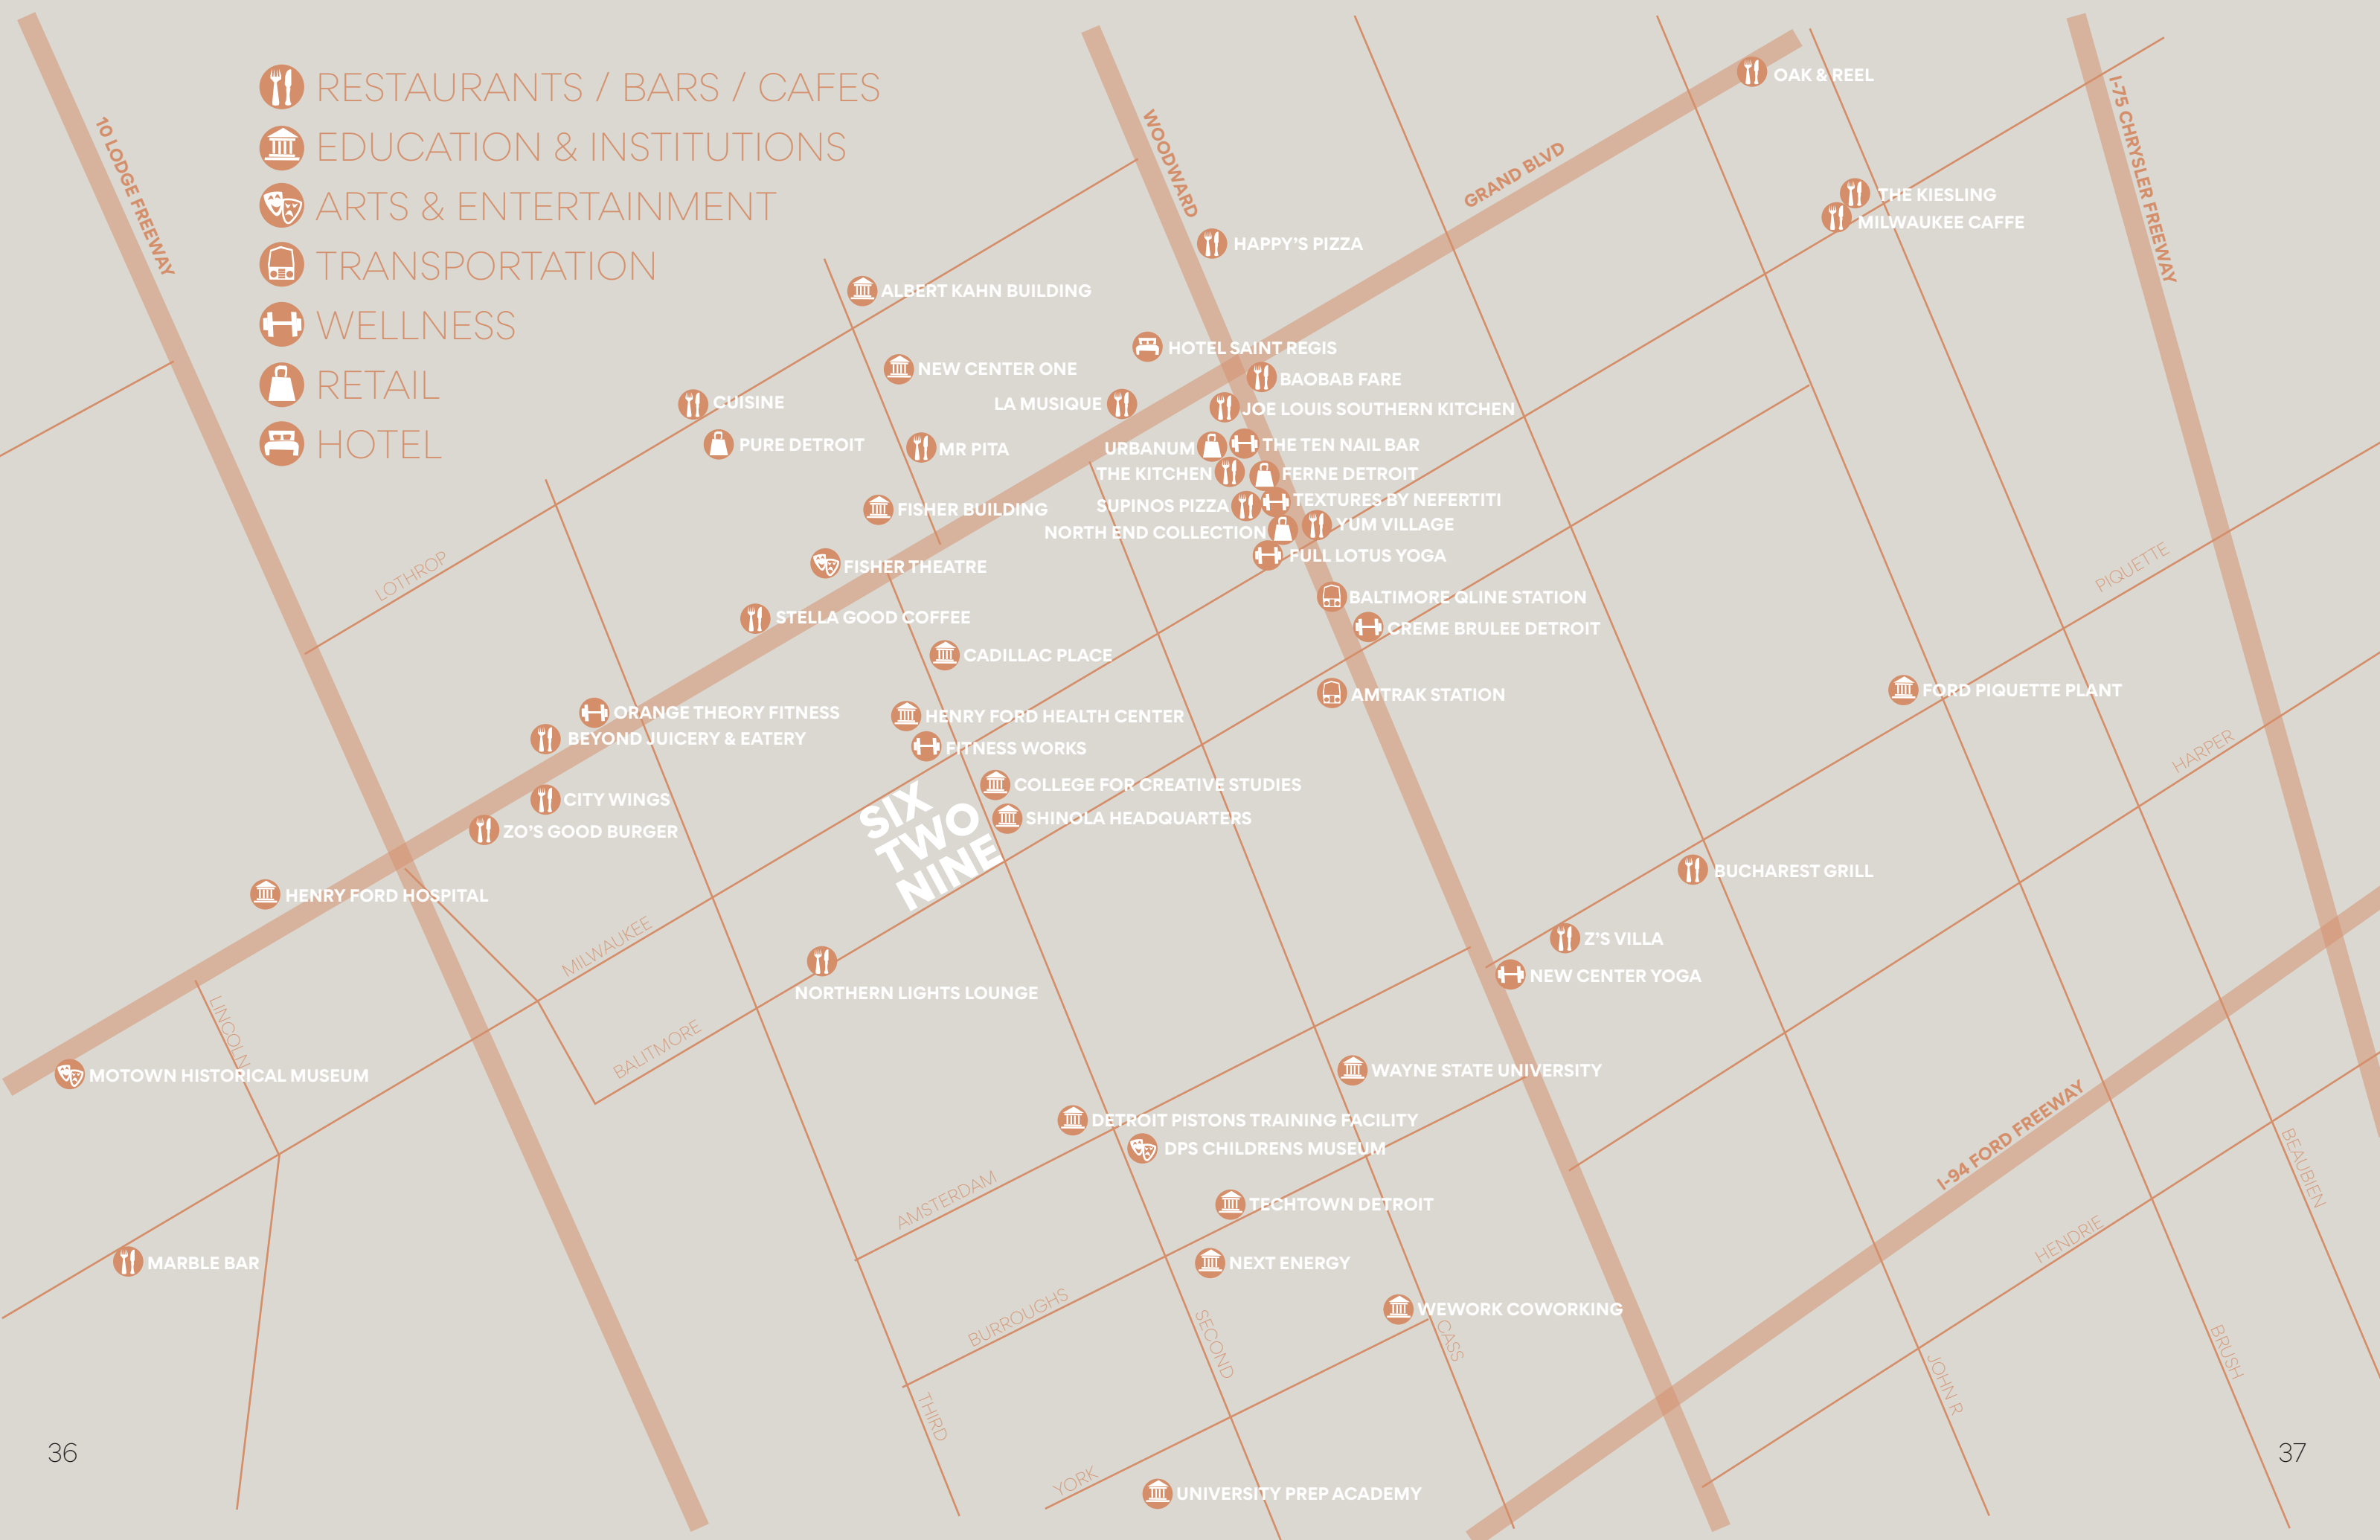 RESTAURANTS / BARS / CAFES
EDUCATION & INSTITUTIONS
ARTS & ENTERTAINMENT
TRANSPORTATION
WELLNESS
RETAIL
HOTEL
10 LODGE FREEWAY
WOODWARD
GRAND BLVD
I-75 CHRYSLER FREEWAY
OAK & REEL
THE KIESLING
MILWAUKEE CAFFE
HAPPY'S PIZZA
ALBERT KAHN BUILDING
HOTEL SAINT REGIS
NEW CENTER ONE
BAOBAB FARE
CUISINE
LA MUSIQUE
JOE LOUIS SOUTHERN KITCHEN
PURE DETROIT
MR PITA
URBANUM
THE TEN NAIL BAR
THE KITCHEN
FERNE DETROIT
SUPINOS PIZZA
TEXTURES BY NEFERTITI
FISHER BUILDING
NORTH END COLLECTION
YUM VILLAGE
FULL LOTUS YOGA
FISHER THEATRE
LOTHROP
PIQUETTE
BALTIMORE QLINE STATION
STELLA GOOD COFFEE
CREME BRULEE DETROIT
CADILLAC PLACE
AMTRAK STATION
FORD PIQUETTE PLANT
ORANGE THEORY FITNESS
HENRY FORD HEALTH CENTER
BEYOND JUICERY & EATERY
FITNESS WORKS
HARPER
COLLEGE FOR CREATIVE STUDIES
CITY WINGS
SIX
TWO
NINE
SHINOLA HEADQUARTERS
ZO'S GOOD BURGER
BUCHAREST GRILL
HENRY FORD HOSPITAL
MILWAUKEE
Z'S VILLA
NEW CENTER YOGA
NORTHERN LIGHTS LOUNGE
LINCOLN
BALITMORE
MOTOWN HISTORICAL MUSEUM
WAYNE STATE UNIVERSITY
DETROIT PISTONS TRAINING FACILITY
I-94 FORD FREEWAY
DPS CHILDRENS MUSEUM
BEAUBIEN
AMSTERDAM
TECHTOWN DETROIT
HENDRIE
MARBLE BAR
NEXT ENERGY
WEWORK COWORKING
BURROUGHS
SECOND
CASS
BRUSH
JOHN R
THIRD
YORK
UNIVERSITY PREP ACADEMY
36
37